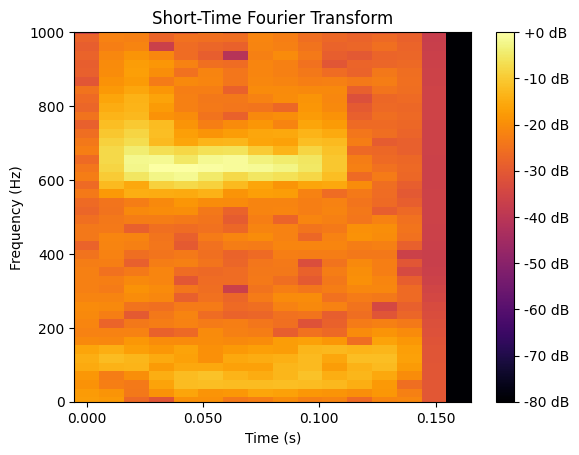 Short-Time Fourier Transform
1000
800
600
400
200
0
Frequency (Hz)
0.000
0.050
0.100
0.150
Time (s)
+0 dB
-10 dB
-20 dB
-30 dB
-40 dB
-50 dB
-60 dB
-70 dB
-80 dB